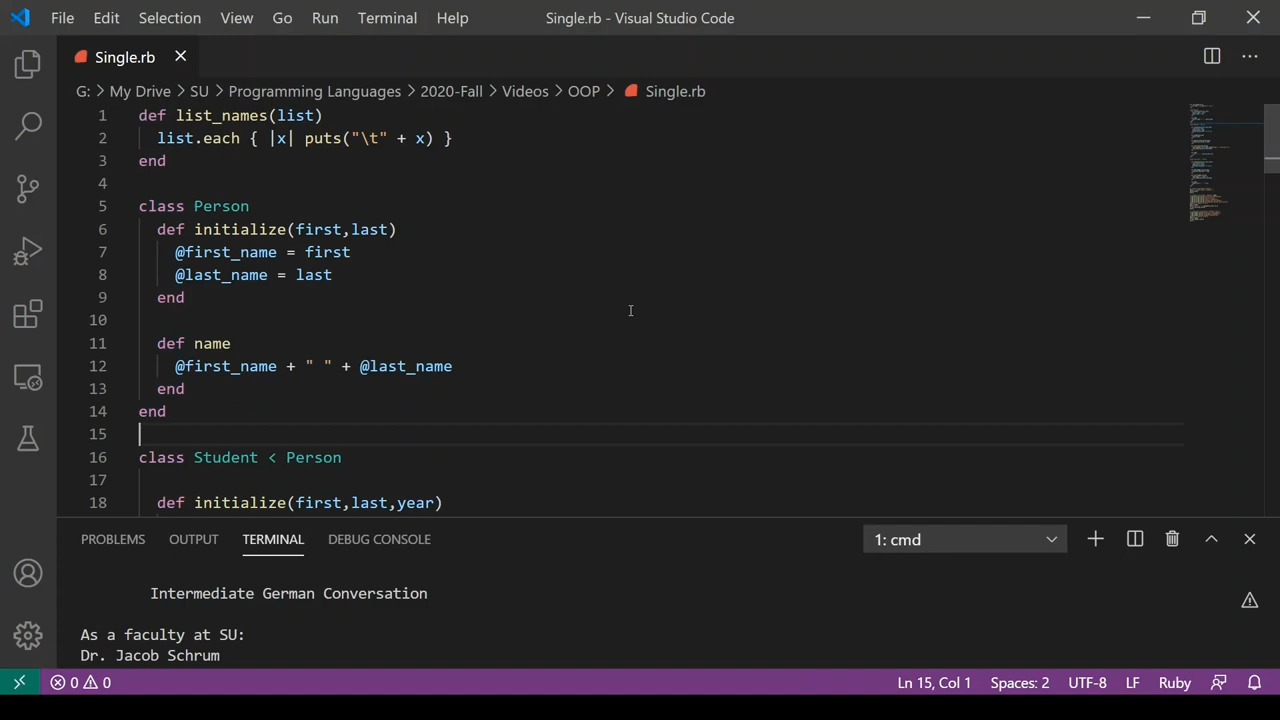 File Edit Selection View Go Run Terminal Help Single.rb - Visual Studio Code
Single.rb
G: > My Drive > SU > Programming Languages > 2020-Fall > Videos > OOP > Single.rb
1 def list_names(list)
2 list.each { |x| puts("\t" + x) }
3 end
4
5 class Person
6 def initialize(first,last)
7 @first_name = first
8 @last_name = last
9 end
10
11 def name
12 @first_name + " " + @last_name
13 end
14 end
15
16 class Student < Person
17
18 def initialize(first,last,year)
PROBLEMS OUTPUT TERMINAL DEBUG CONSOLE 1: cmd
Intermediate German Conversation
As a faculty at SU:
Dr. Jacob Schrum
0 0 Ln 15, Col 1 Spaces: 2 UTF-8 LF Ruby